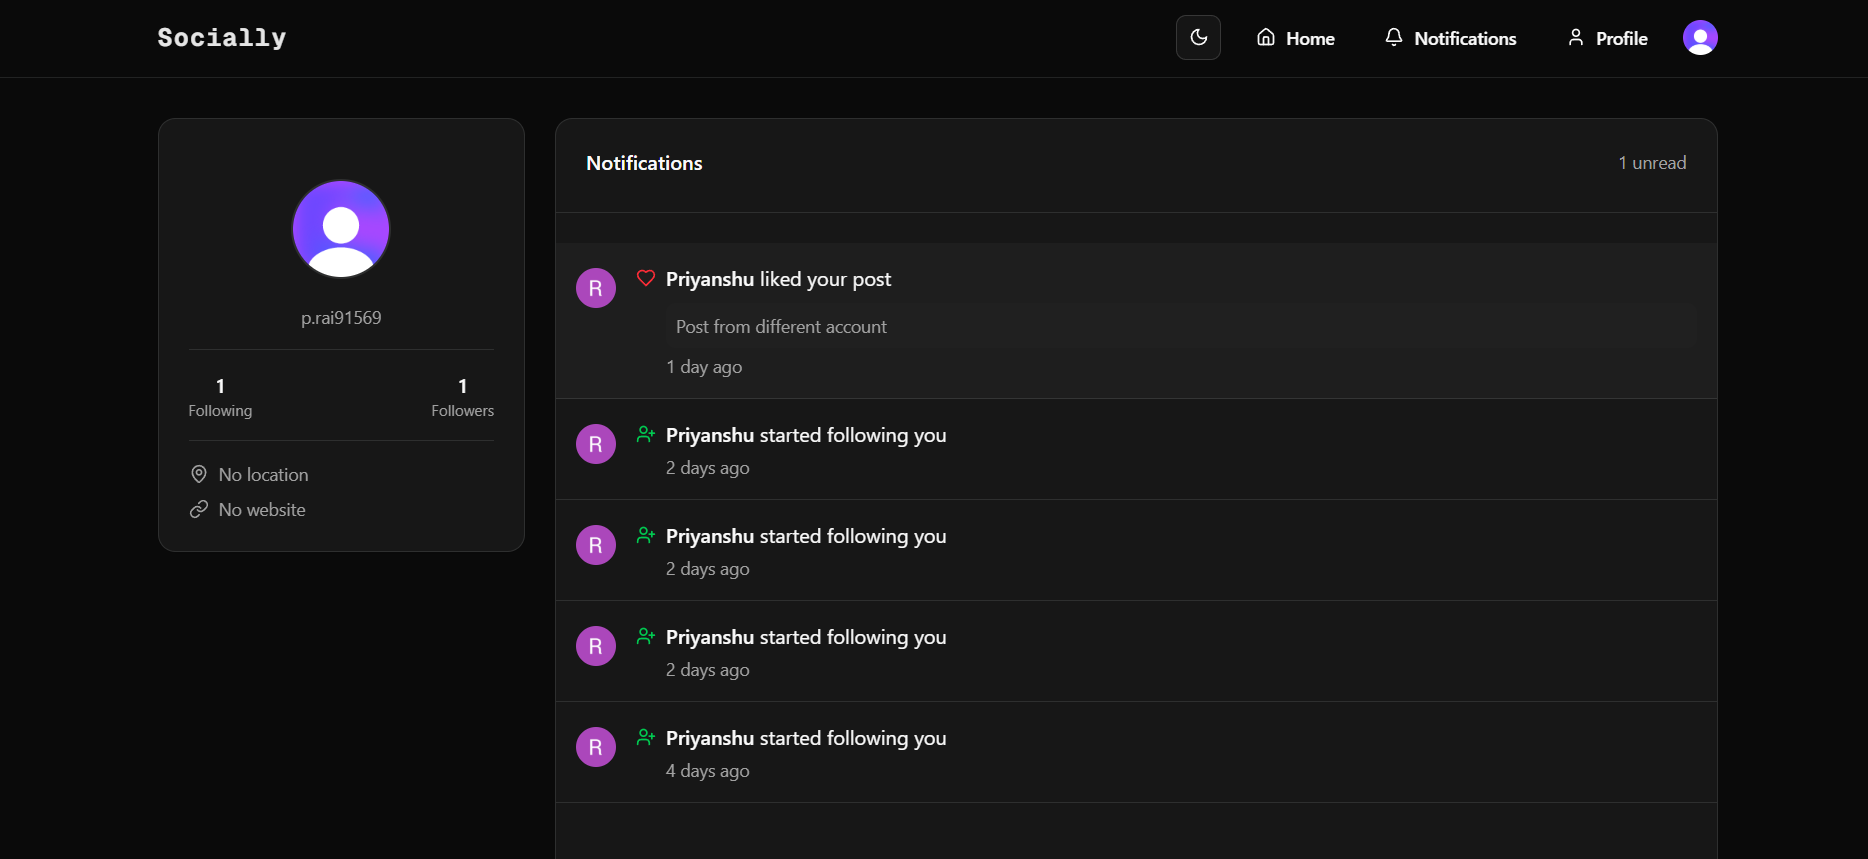 Socially
Home
Notifications
Profile
p.rai91569
1
Following
1
Followers
No location
No website
Notifications
1 unread
R
Priyanshu liked your post
Post from different account
1 day ago
R
Priyanshu started following you
2 days ago
R
Priyanshu started following you
2 days ago
R
Priyanshu started following you
2 days ago
R
Priyanshu started following you
4 days ago